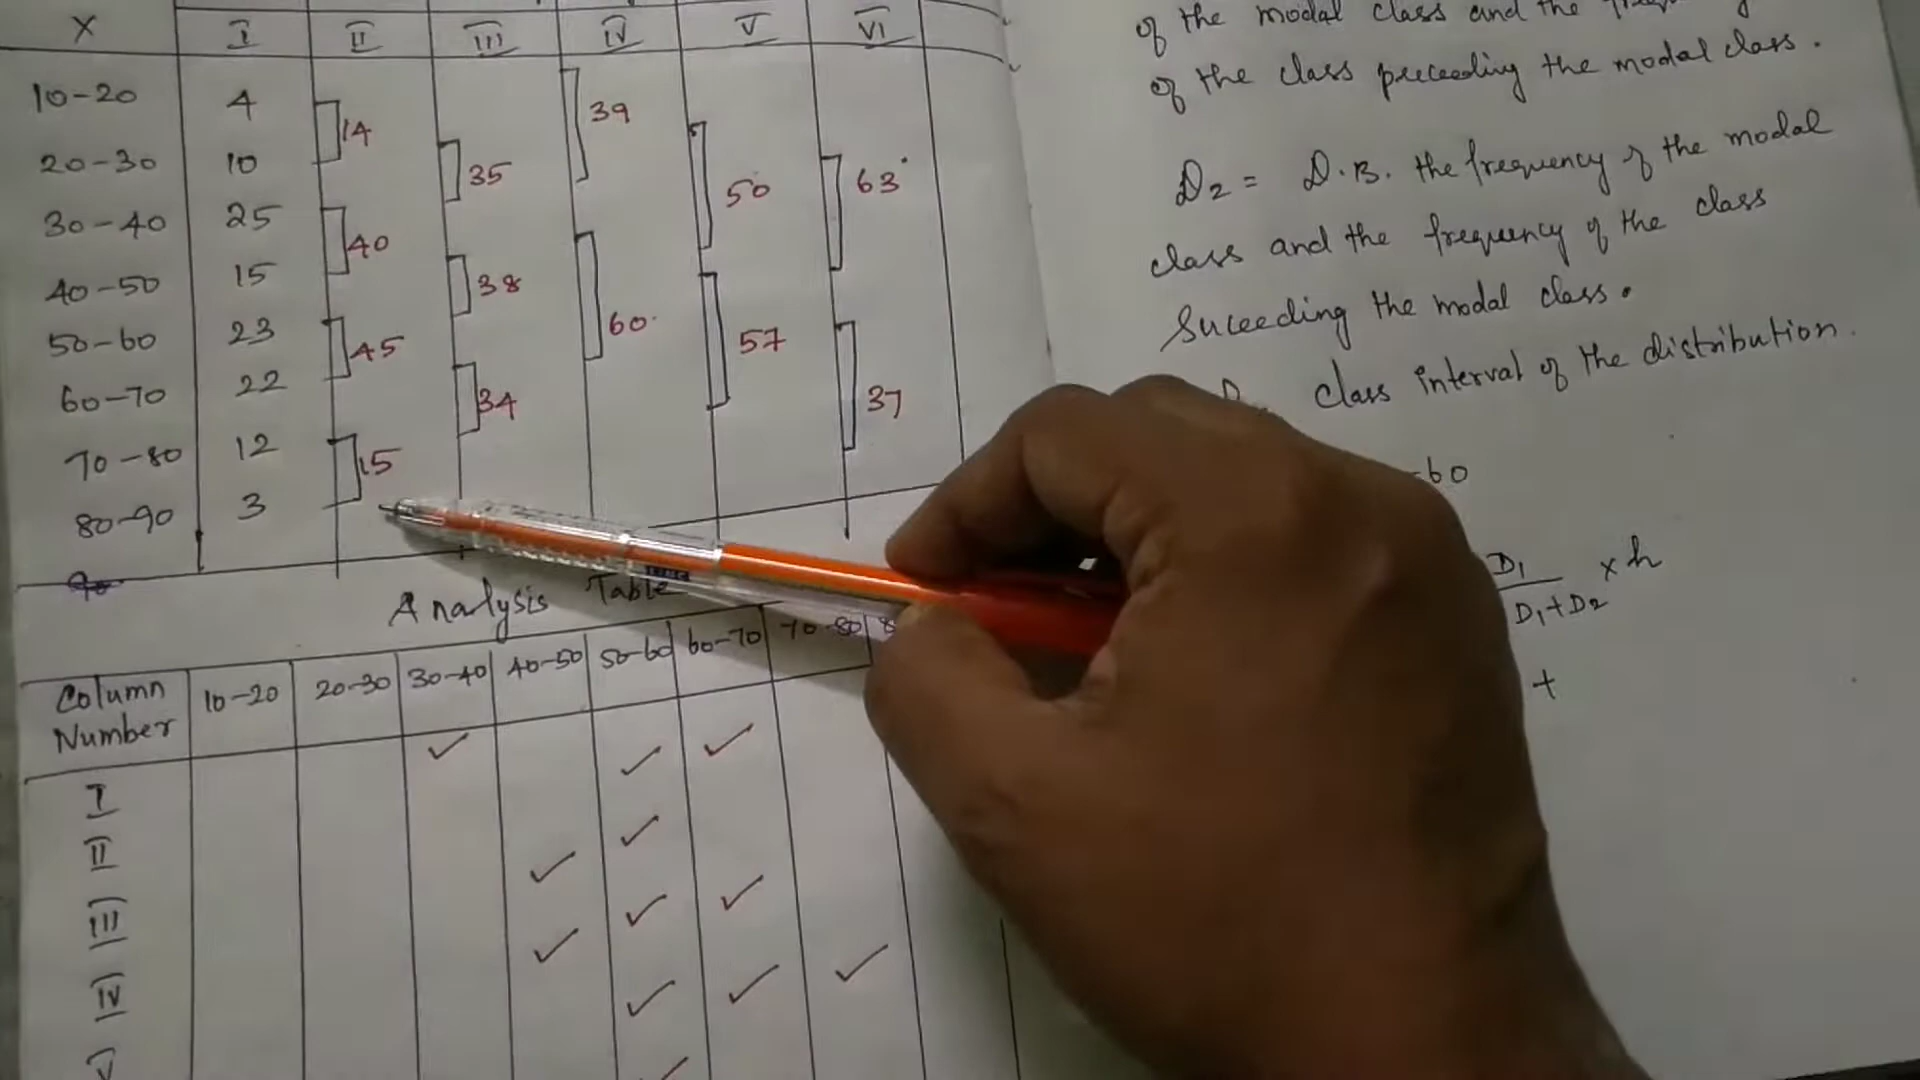 X I II III IV V VI
10-20 4
20-30 10
30-40 25
40-50 15
50-60 23
60-70 22
70-80 12
80-90 3
14
40
45
15
35
38
34
39
60
50
57
63
37
Analysis Table
Column Number 10-20 20-30 30-40 40-50 50-60 60-70 70-80
I ✓ ✓ ✓
II ✓
III ✓ ✓ ✓
IV ✓ ✓ ✓ ✓
V ✓
of the modal class and the
of the class preceeding the modal class.
D2 = D.B. the frequency of the modal
class and the frequency of the class
Suceeding the modal class.
class interval of the distribution.
60
D1
D1+D2
x h
+